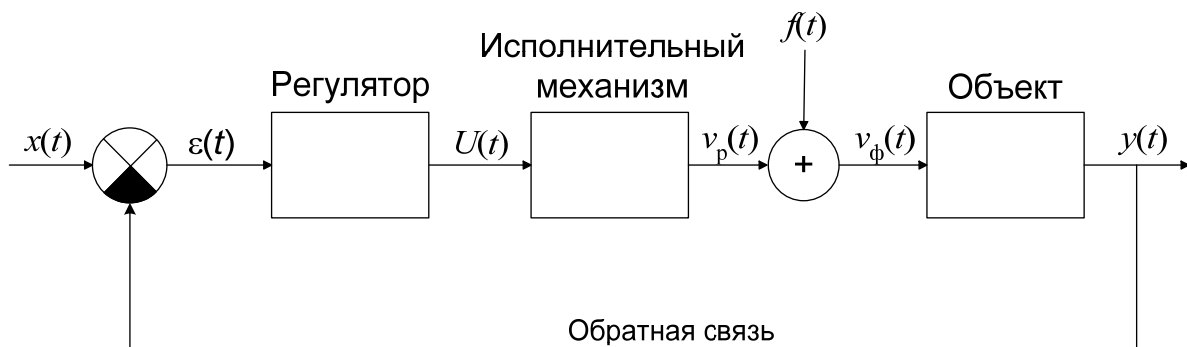 f(t)
Исполнительный
механизм
Регулятор
Объект
x(t)
ε(t)
U(t)
vр(t)
+
vф(t)
y(t)
Обратная связь